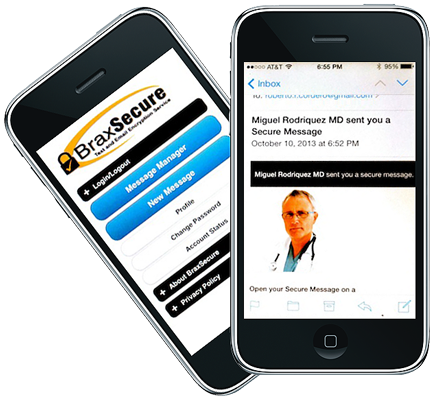 BraxSecure
Text and Email Encryption Service
+ Login/Logout
Message Manager
New Message
Profile
Change Password
Account Status
+ About BraxSecure
+ Privacy Policy
AT&T 6:55 PM 95%
Inbox
Miguel Rodriquez MD sent you a
Secure Message
October 10, 2013 at 6:52 PM
Miguel Rodriquez MD sent you a secure message.
Open your Secure Message on a